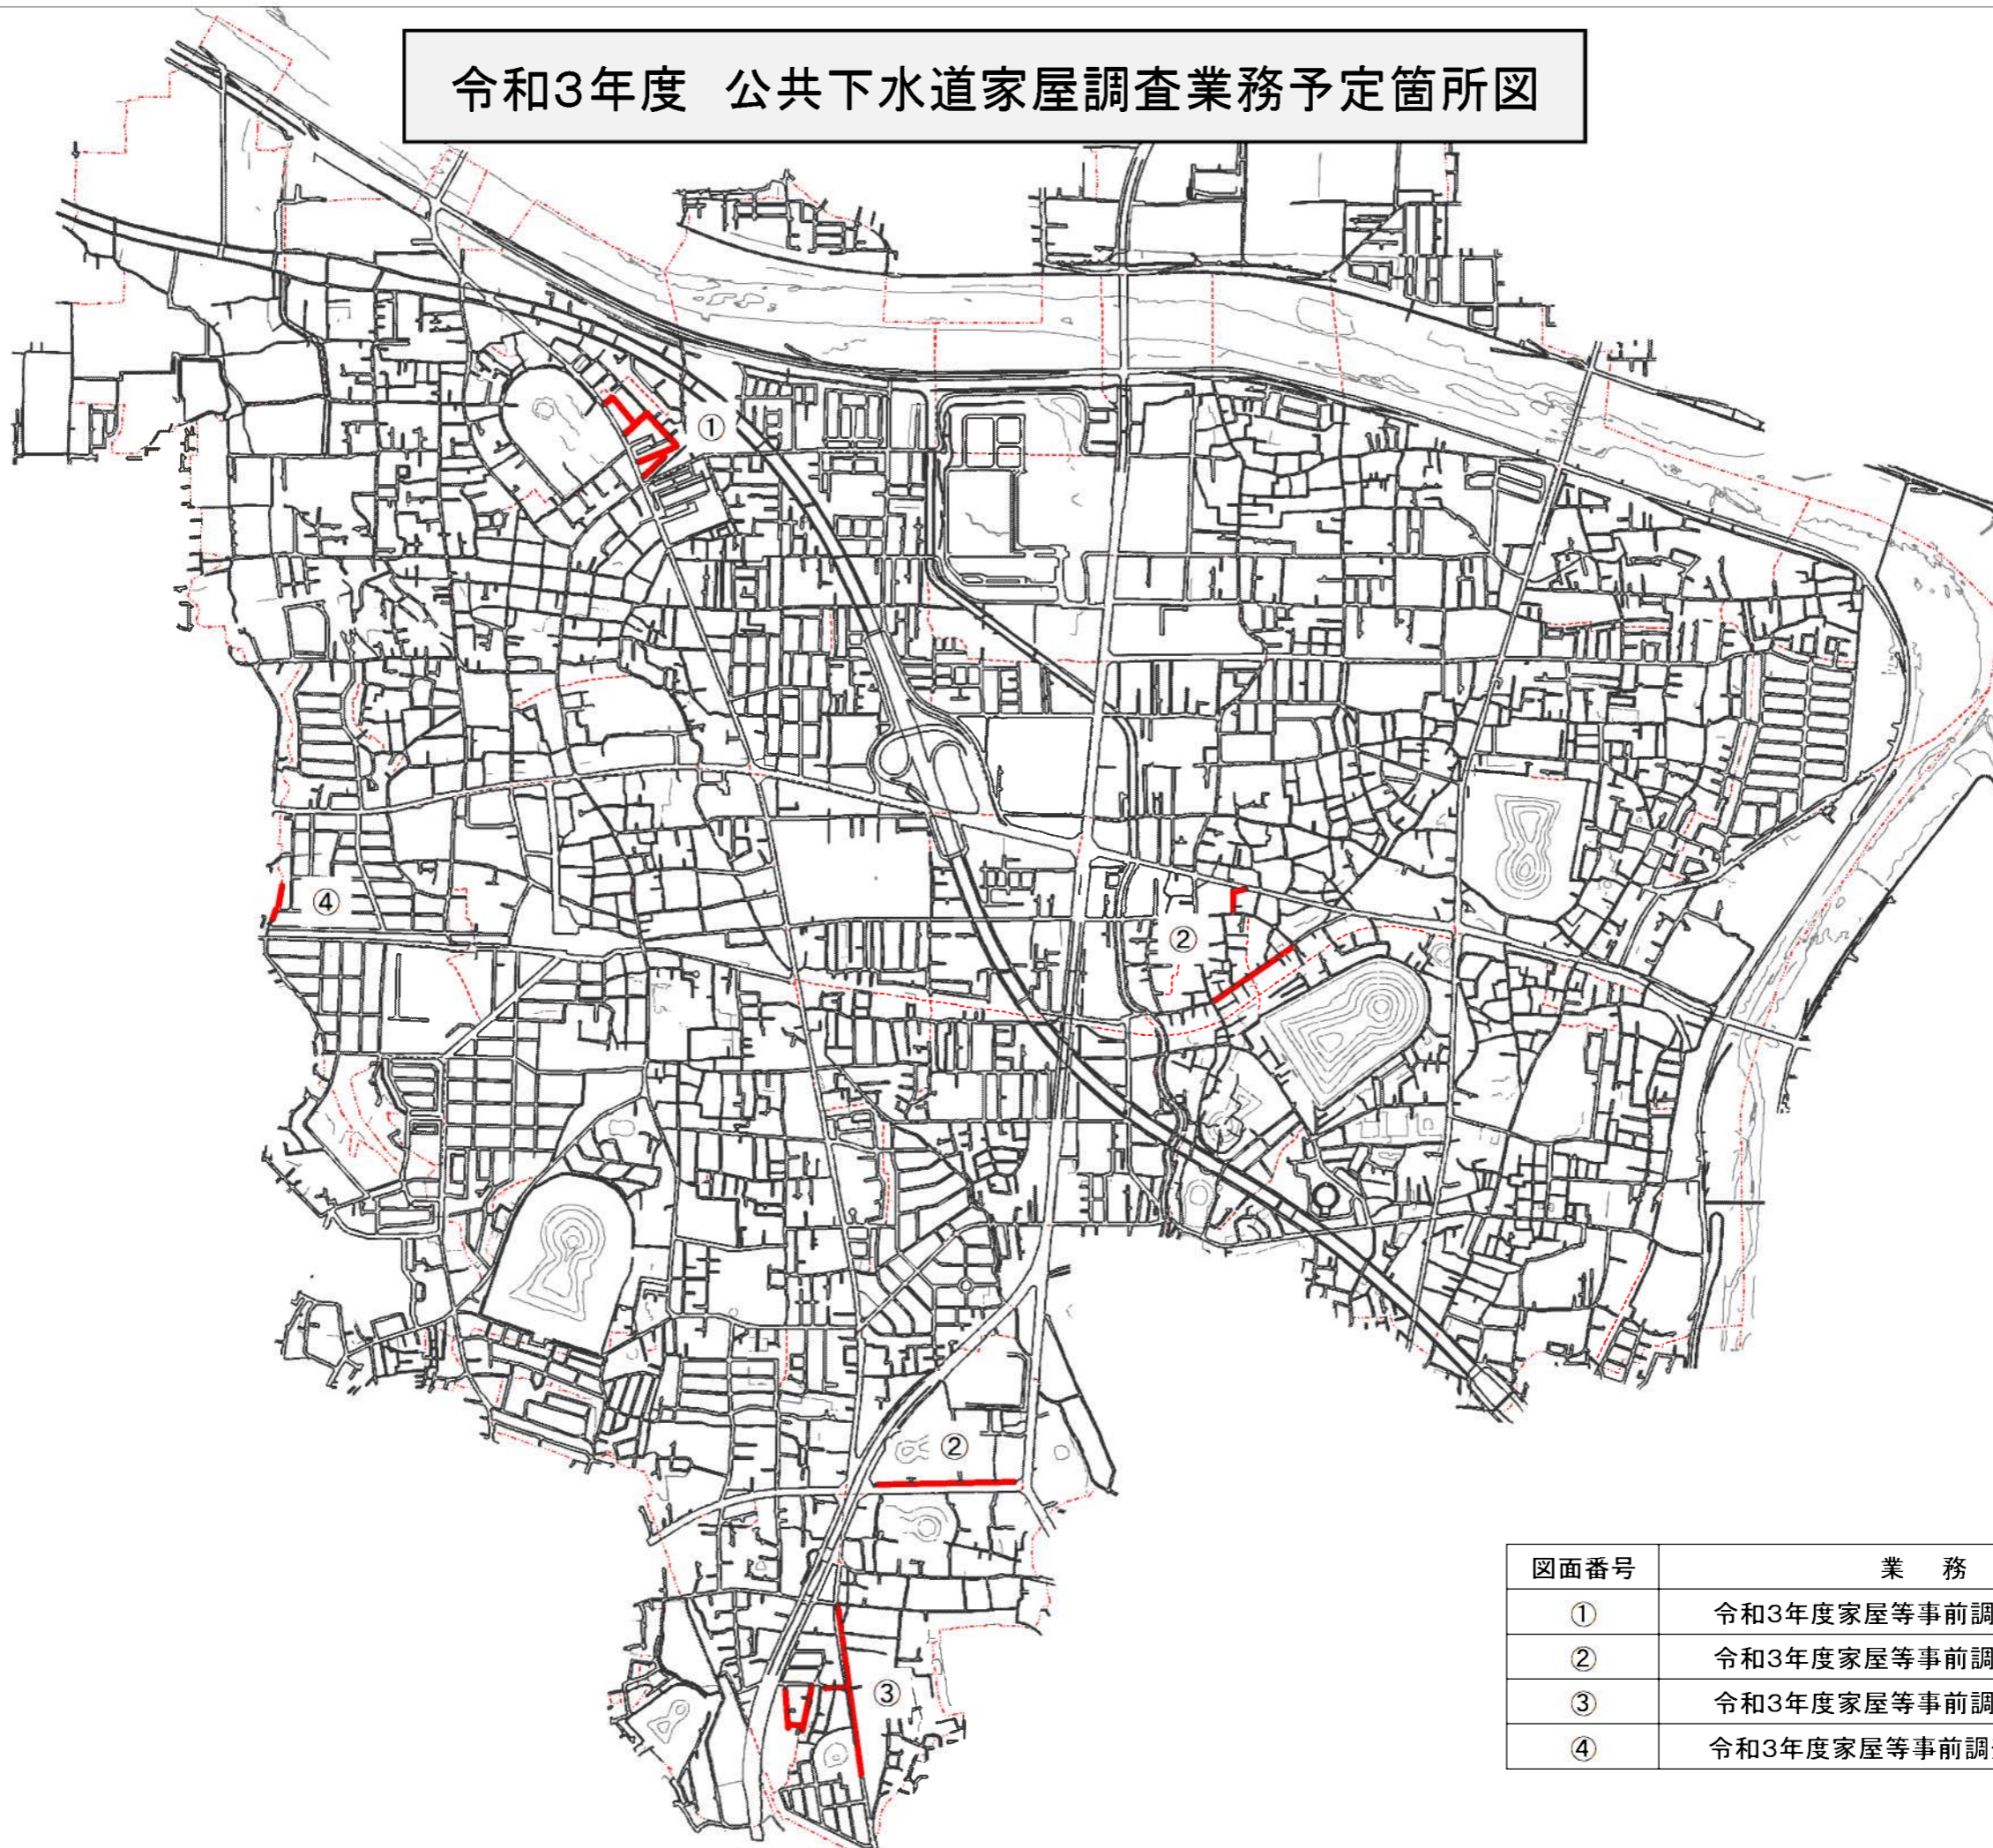 令和3年度 公共下水道家屋調査業務予定箇所図
①
④
②
②
③
図面番号 業 務
① 令和3年度家屋等事前調
② 令和3年度家屋等事前調
③ 令和3年度家屋等事前調
④ 令和3年度家屋等事前調